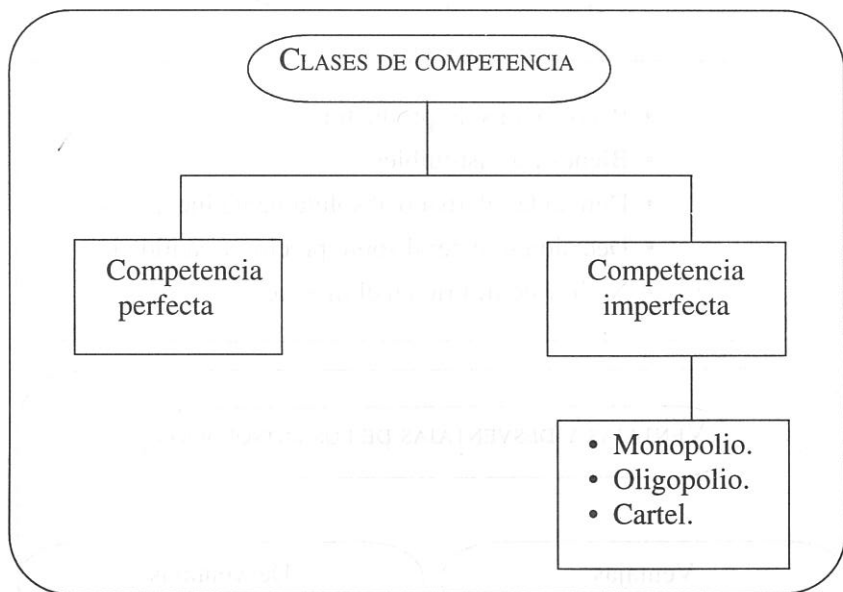 CLASES DE COMPETENCIA
Competencia
perfecta
Competencia
imperfecta
• Monopolio.
• Oligopolio.
• Cartel.